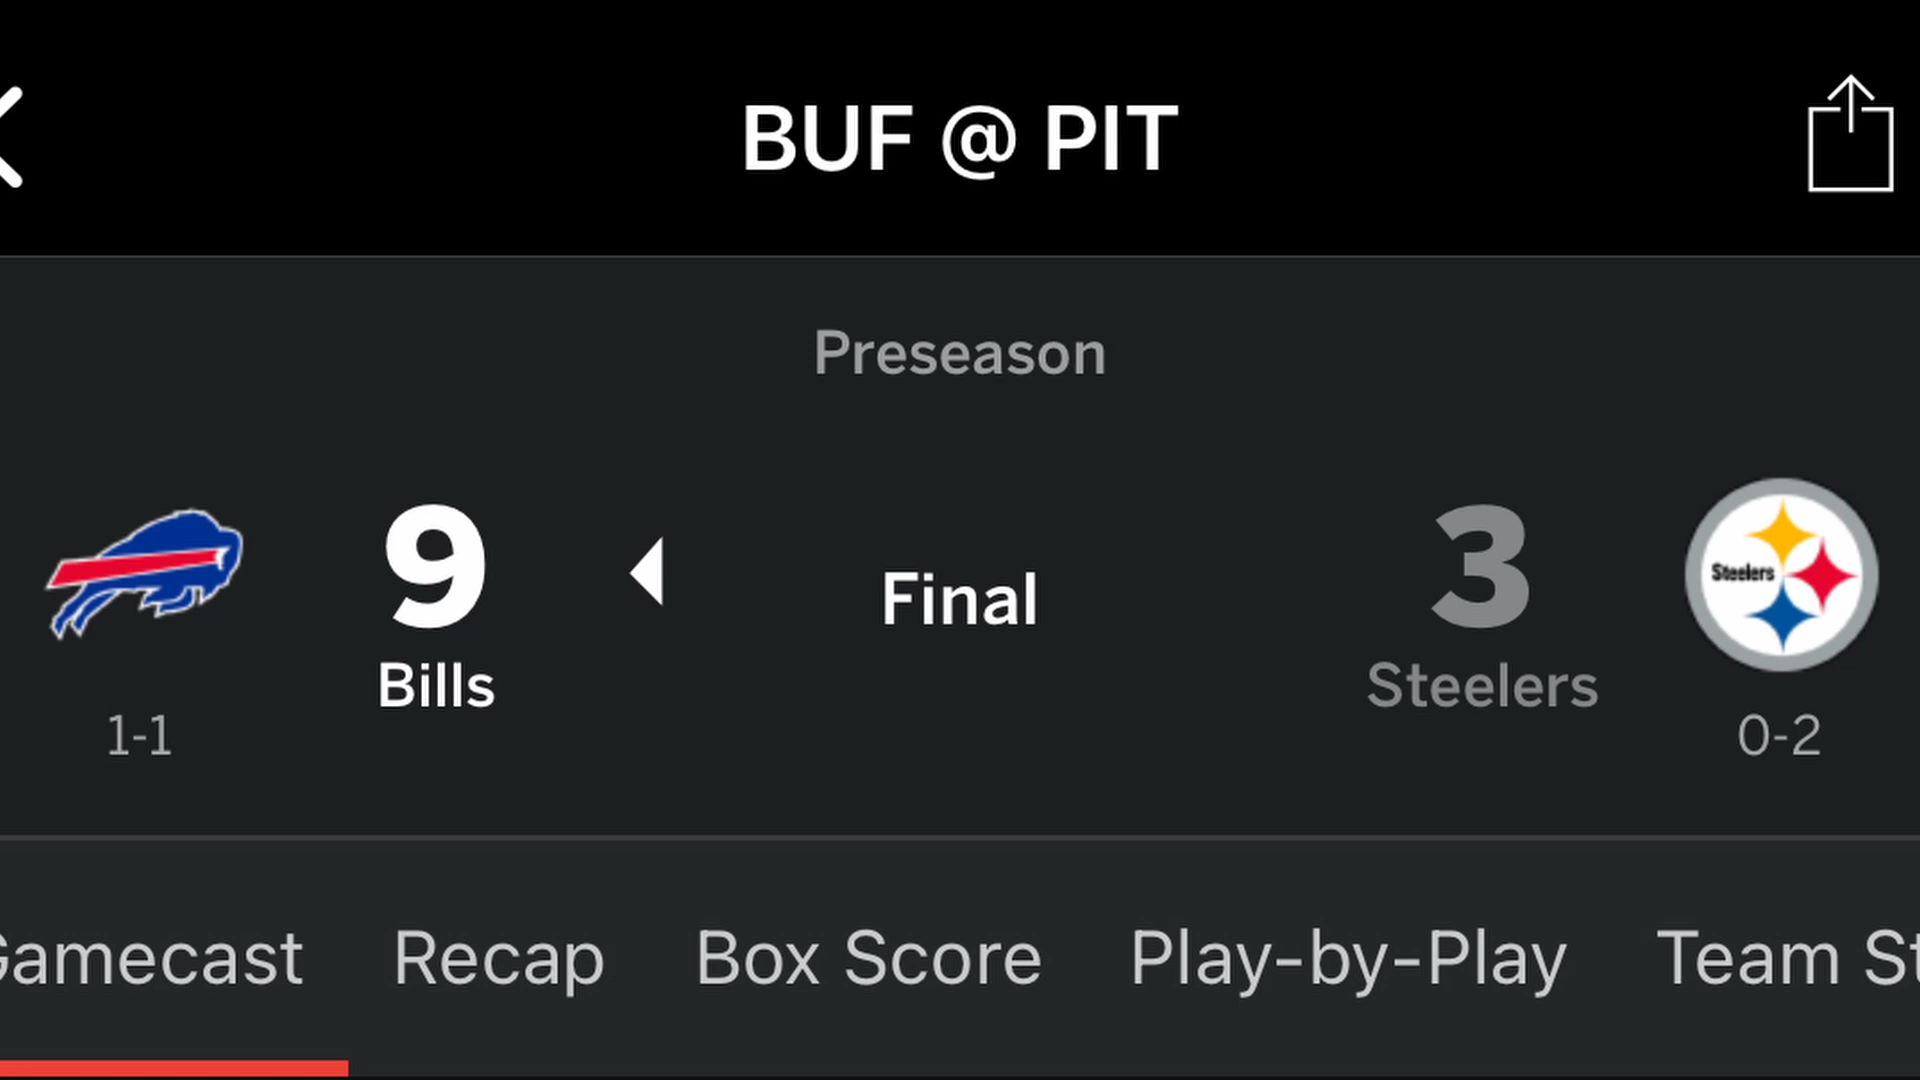 BUF @ PIT
Preseason
9
Final
3
Steelers
Bills
Steelers
1-1
0-2
Gamecast
Recap
Box Score
Play-by-Play
Team St